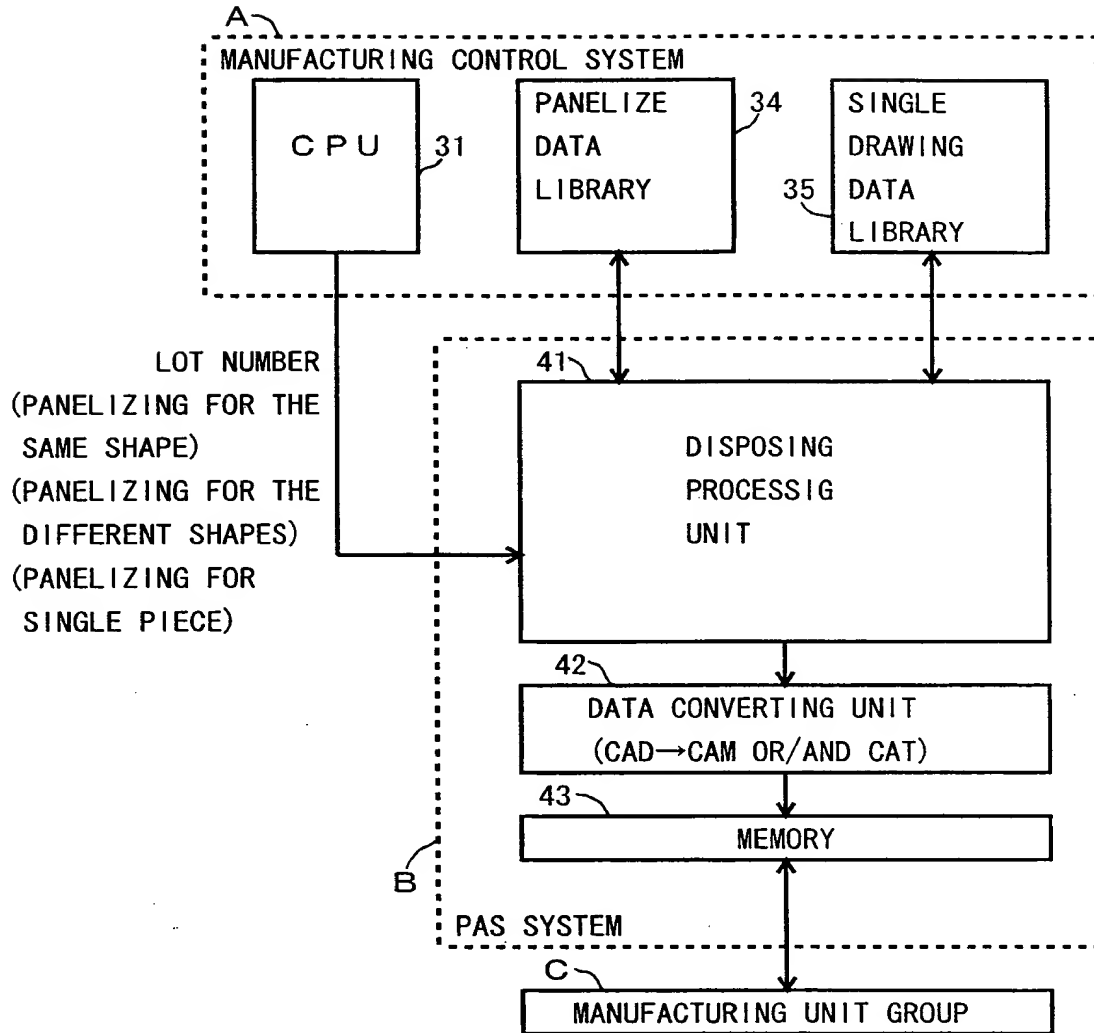 A
MANUFACTURING CONTROL SYSTEM
CPU
31
PANELIZE
DATA
LIBRARY
34
SINGLE
DRAWING
DATA
LIBRARY
35
LOT NUMBER
(PANELIZING FOR THE
SAME SHAPE)
(PANELIZING FOR THE
DIFFERENT SHAPES)
(PANELIZING FOR
SINGLE PIECE)
41
DISPOSING
PROCESSIG
UNIT
42
DATA CONVERTING UNIT
(CAD→CAM OR/AND CAT)
43
MEMORY
B
PAS SYSTEM
C
MANUFACTURING UNIT GROUP